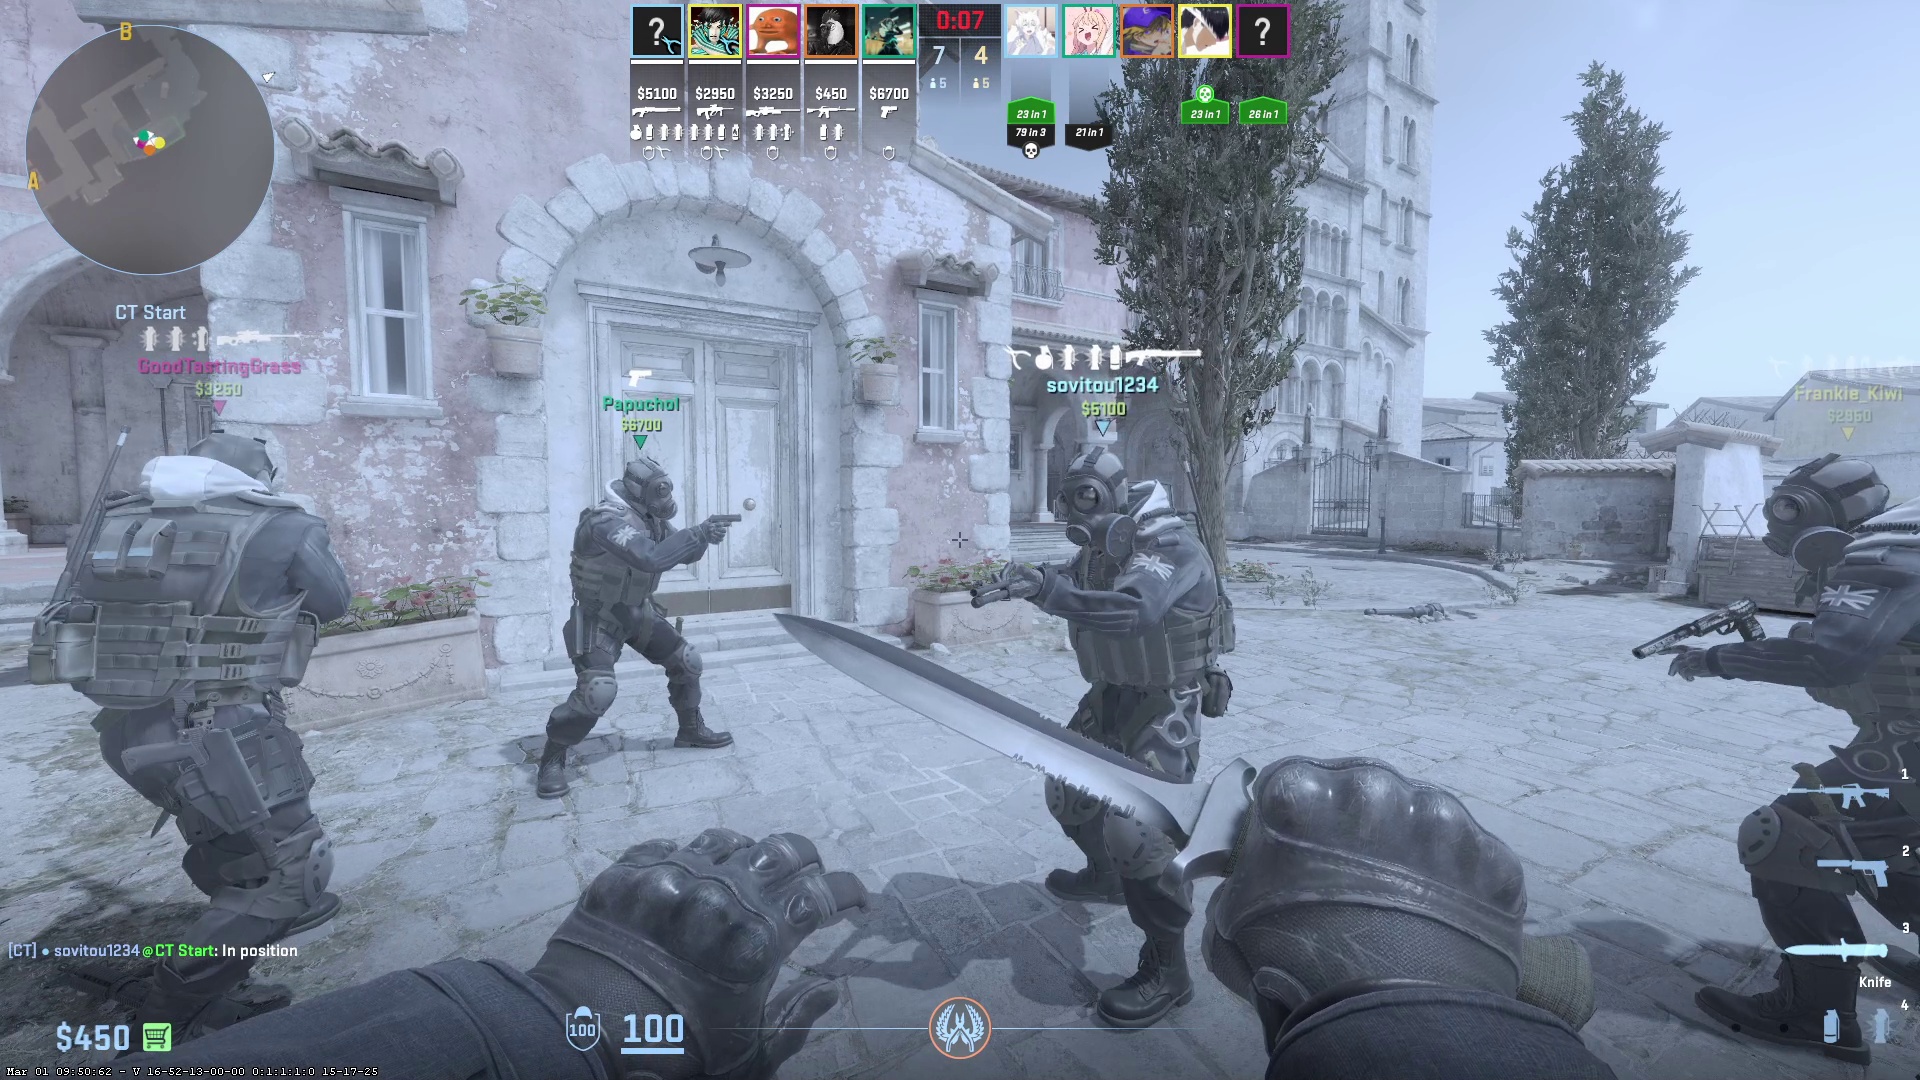 B
A
?
0:07
7
4
5
5
?
$5100
$2950
$3250
$450
$6700
23 in 1
79 in 3
21 in 1
23 in 1
26 in 1
CT Start
GoodTastingGrass
$3250
Papuchol
$6700
sovitou1234
$5100
Frankie_Kiwi
$2950
1
2
3
Knife
4
[CT] • sovitou1234@CT Start: In position
$450
100
100
Mar 01 09:50:62 - V 16-52-13-00-00 0:1:1:1:0 15-17-25